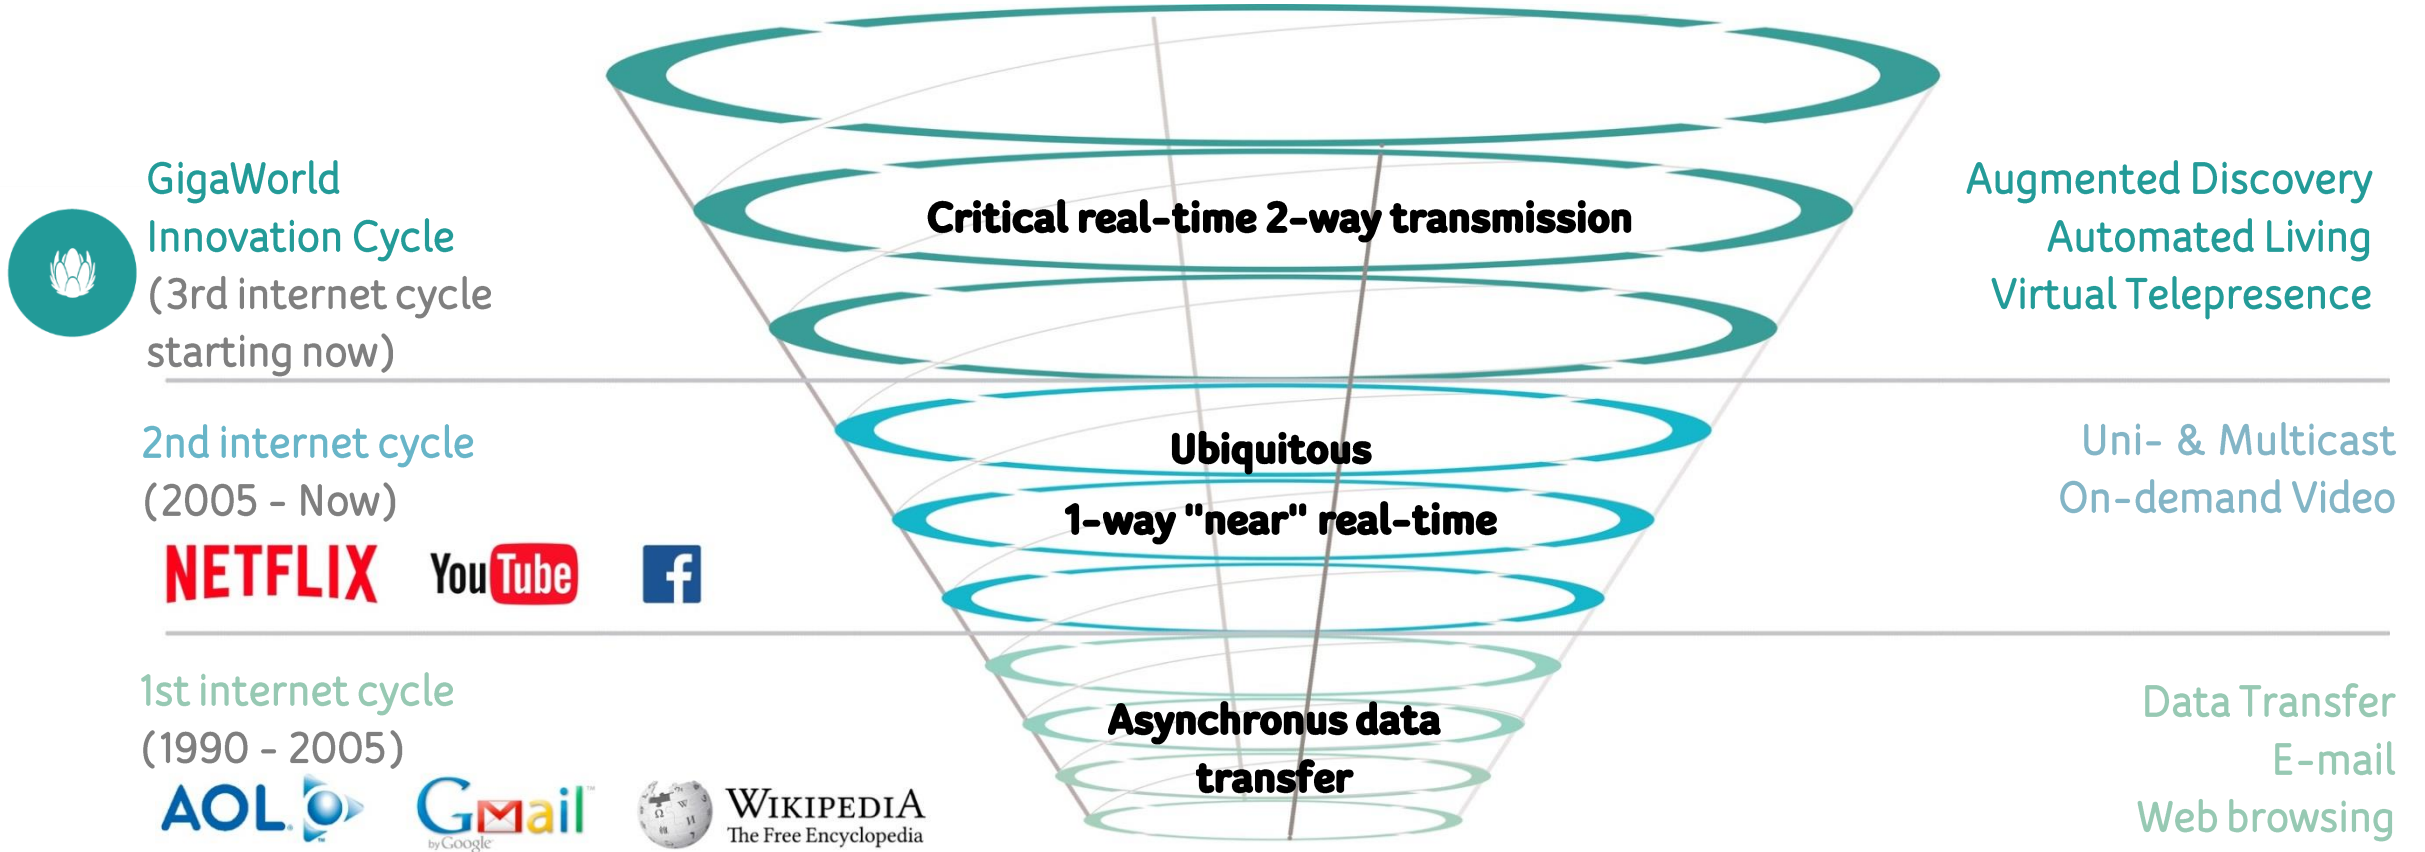 GigaWorld
Innovation Cycle
(3rd internet cycle
starting now)
Critical real-time 2-way transmission
Augmented Discovery
Automated Living
Virtual Telepresence
2nd internet cycle
(2005 - Now)
NETFLIX
YouTube
f
Ubiquitous
1-way "near" real-time
Uni- & Multicast
On-demand Video
1st internet cycle
(1990 - 2005)
AOL
Gmail™
by Google
WIKIPEDIA
The Free Encyclopedia
Asynchronus data
transfer
Data Transfer
E-mail
Web browsing